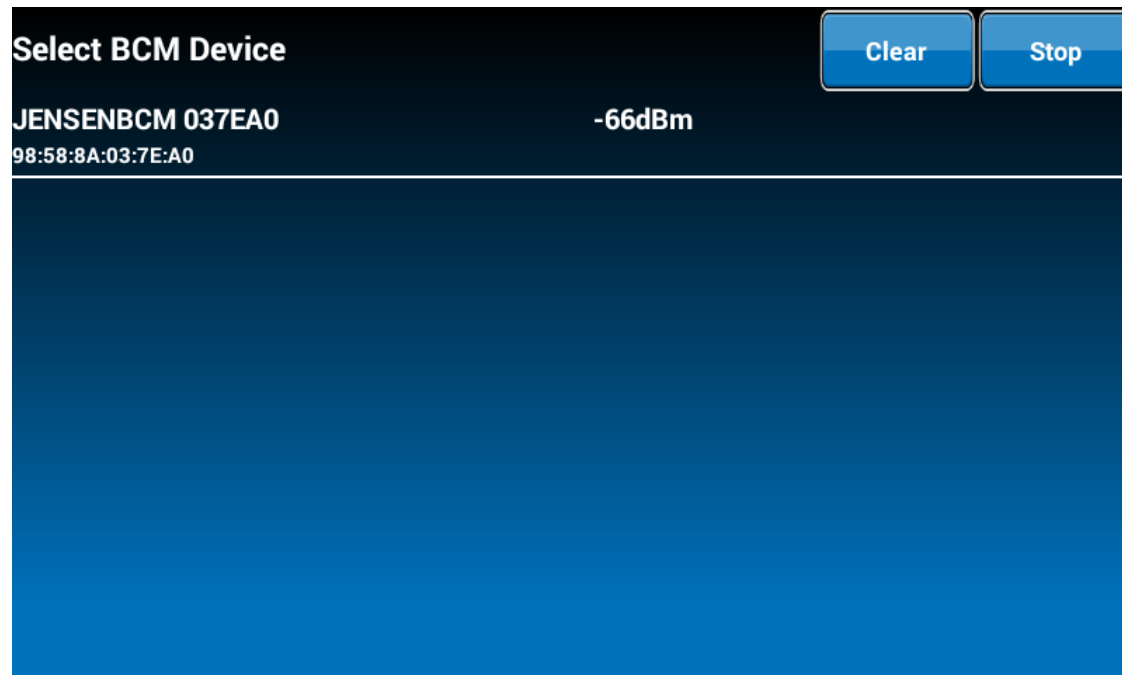 Select BCM Device
Clear
Stop
JENSENBCM 037EA0
-66dBm
98:58:8A:03:7E:A0